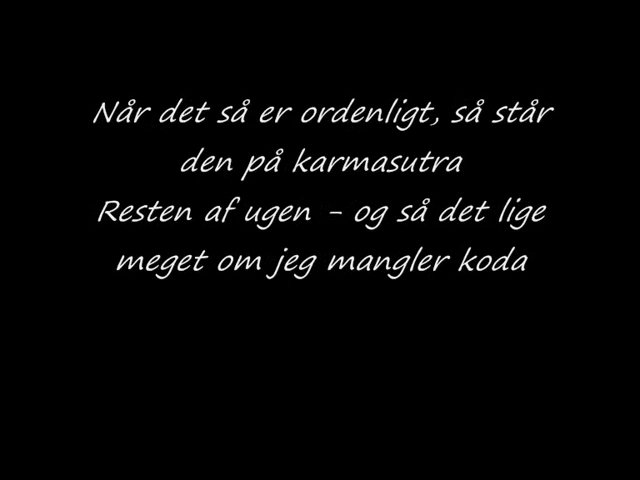 Når det så er ordenligt, så står
den på karmasutra
Resten af ugen - og så det lige
meget om jeg mangler koda